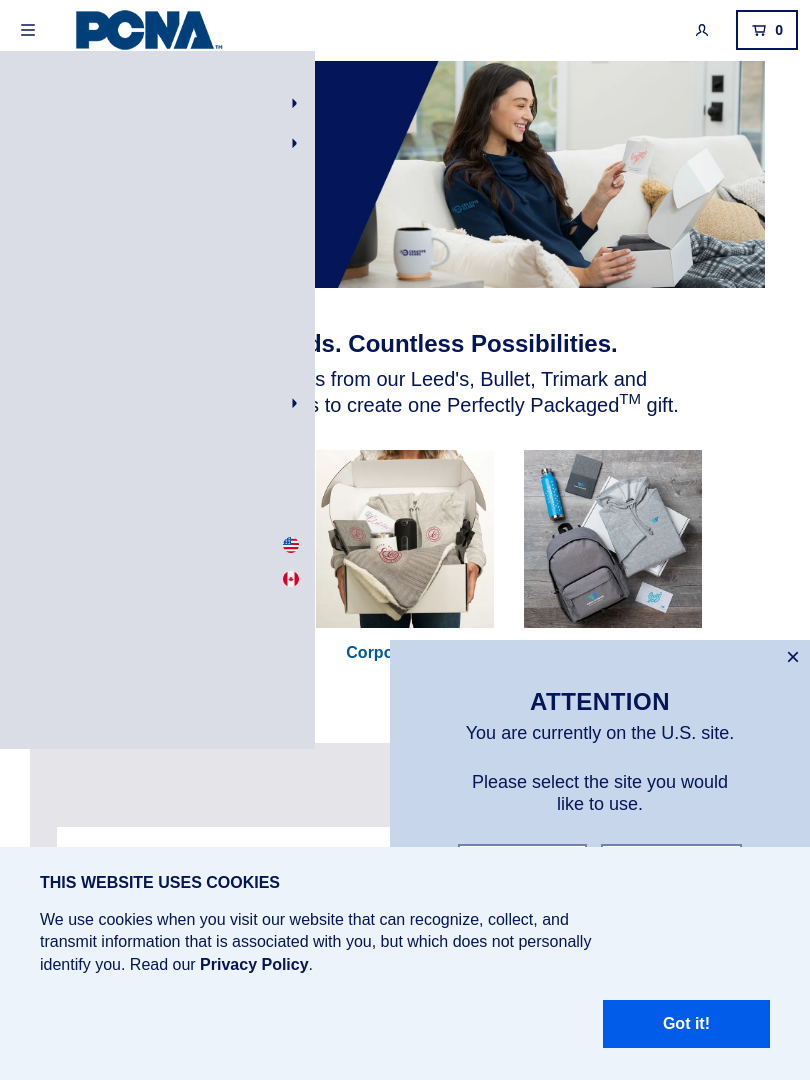 PCNA™
0
ds. Countless Possibilities.
s from our Leed's, Bullet, Trimark and
s to create one Perfectly Packaged™ gift.
Corpo
ATTENTION
You are currently on the U.S. site.
Please select the site you would
like to use.
THIS WEBSITE USES COOKIES
We use cookies when you visit our website that can recognize, collect, and
transmit information that is associated with you, but which does not personally
identify you. Read our Privacy Policy.
Got it!